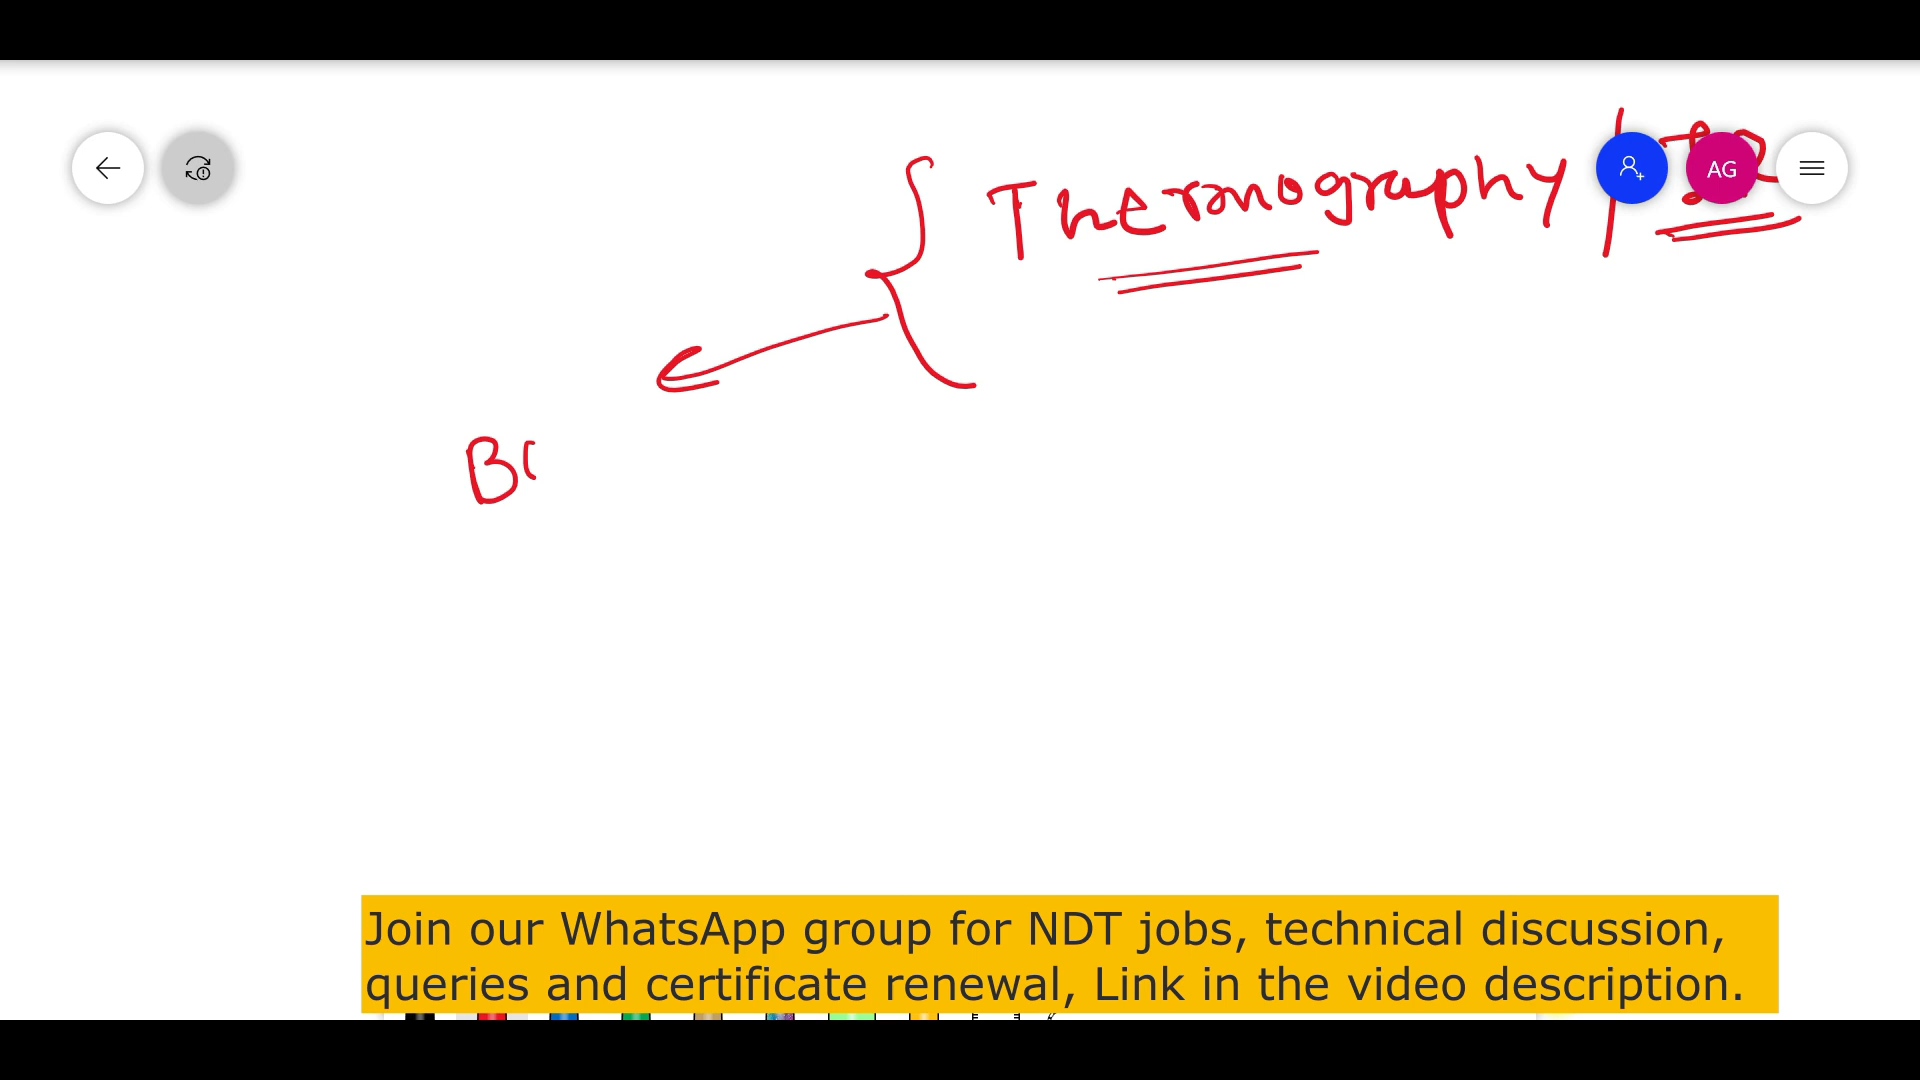 Thermography
AG
B
Join our WhatsApp group for NDT jobs, technical discussion,
queries and certificate renewal, Link in the video description.